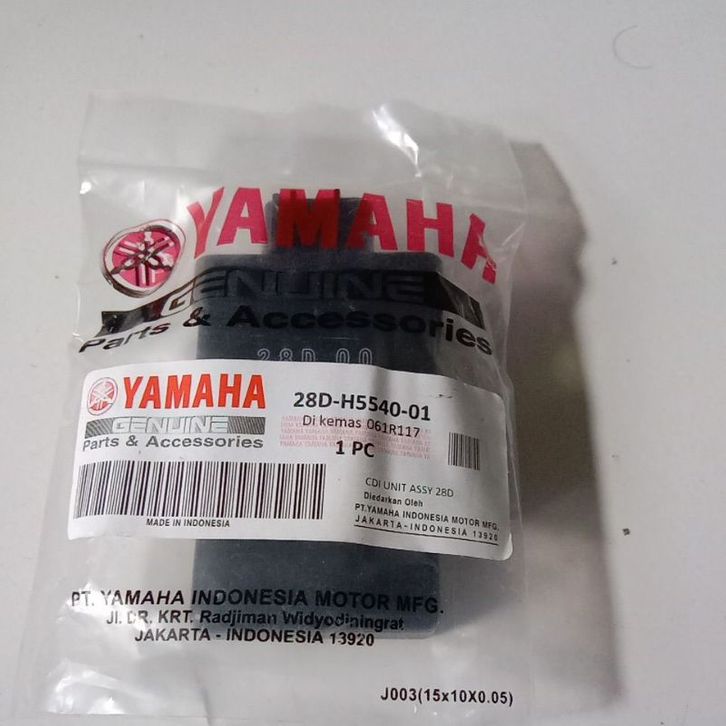 YAMAHA
GENUINE
Parts & Accessories
28D 00
YAMAHA
GENUINE
Parts & Accessories
28D-H5540-01
Di kemas 061R117
1 PC
MADE IN INDONESIA
CDI UNIT ASSY 28D
Diedarkan Oleh
PT.YAMAHA INDONESIA MOTOR MFG.
JAKARTA-INDONESIA 13920
PT. YAMAHA INDONESIA MOTOR MFG.
Jl. DR. KRT. Radjiman Widyodiningrat
JAKARTA - INDONESIA 13920
J003(15x10X0.05)